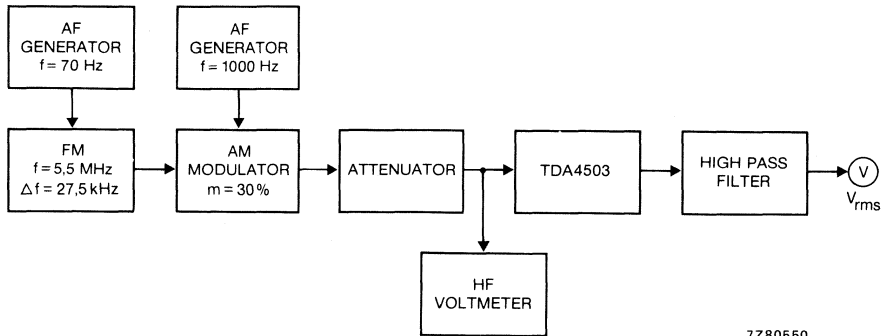 AF
GENERATOR
f = 70 Hz
AF
GENERATOR
f = 1000 Hz
FM
f = 5,5 MHz
Δf = 27,5 kHz
AM
MODULATOR
m = 30%
ATTENUATOR
TDA4503
HIGH PASS
FILTER
V
Vrms
HF
VOLTMETER
7Z80550